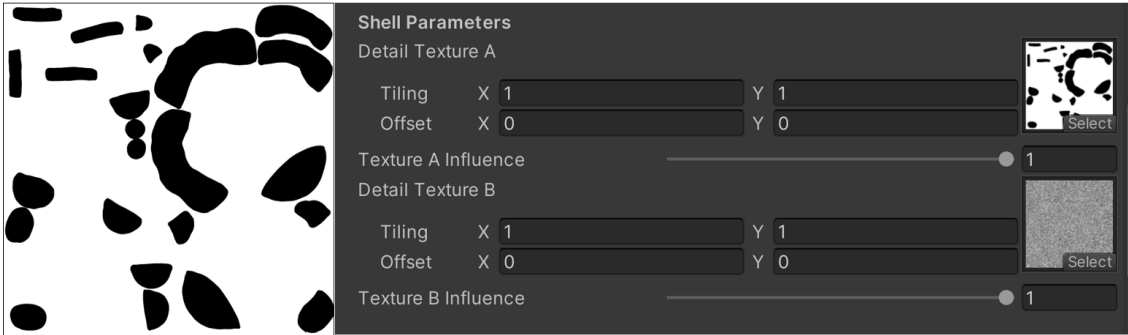 Shell Parameters
Detail Texture A
Tiling X 1 Y 1
Offset X 0 Y 0
Select
Texture A Influence 1
Detail Texture B
Tiling X 1 Y 1
Offset X 0 Y 0
Select
Texture B Influence 1